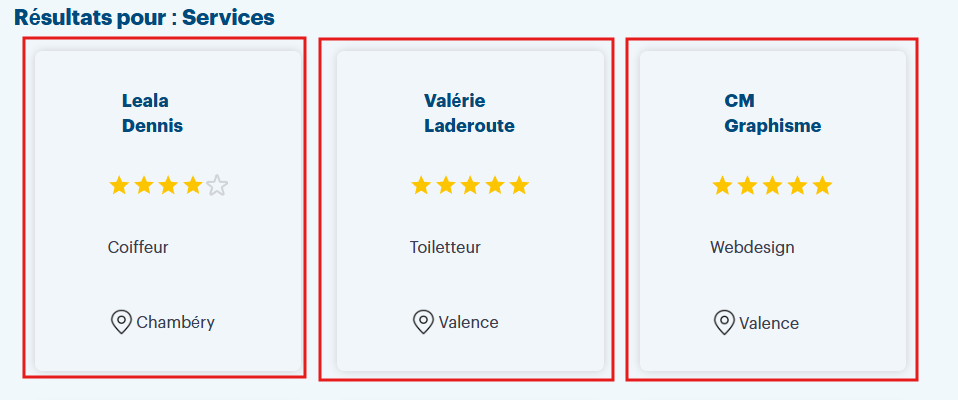 Résultats pour : Services
Leala
Dennis
Coiffeur
Chambéry
Valérie
Laderoute
Toiletteur
Valence
CM
Graphisme
Webdesign
Valence